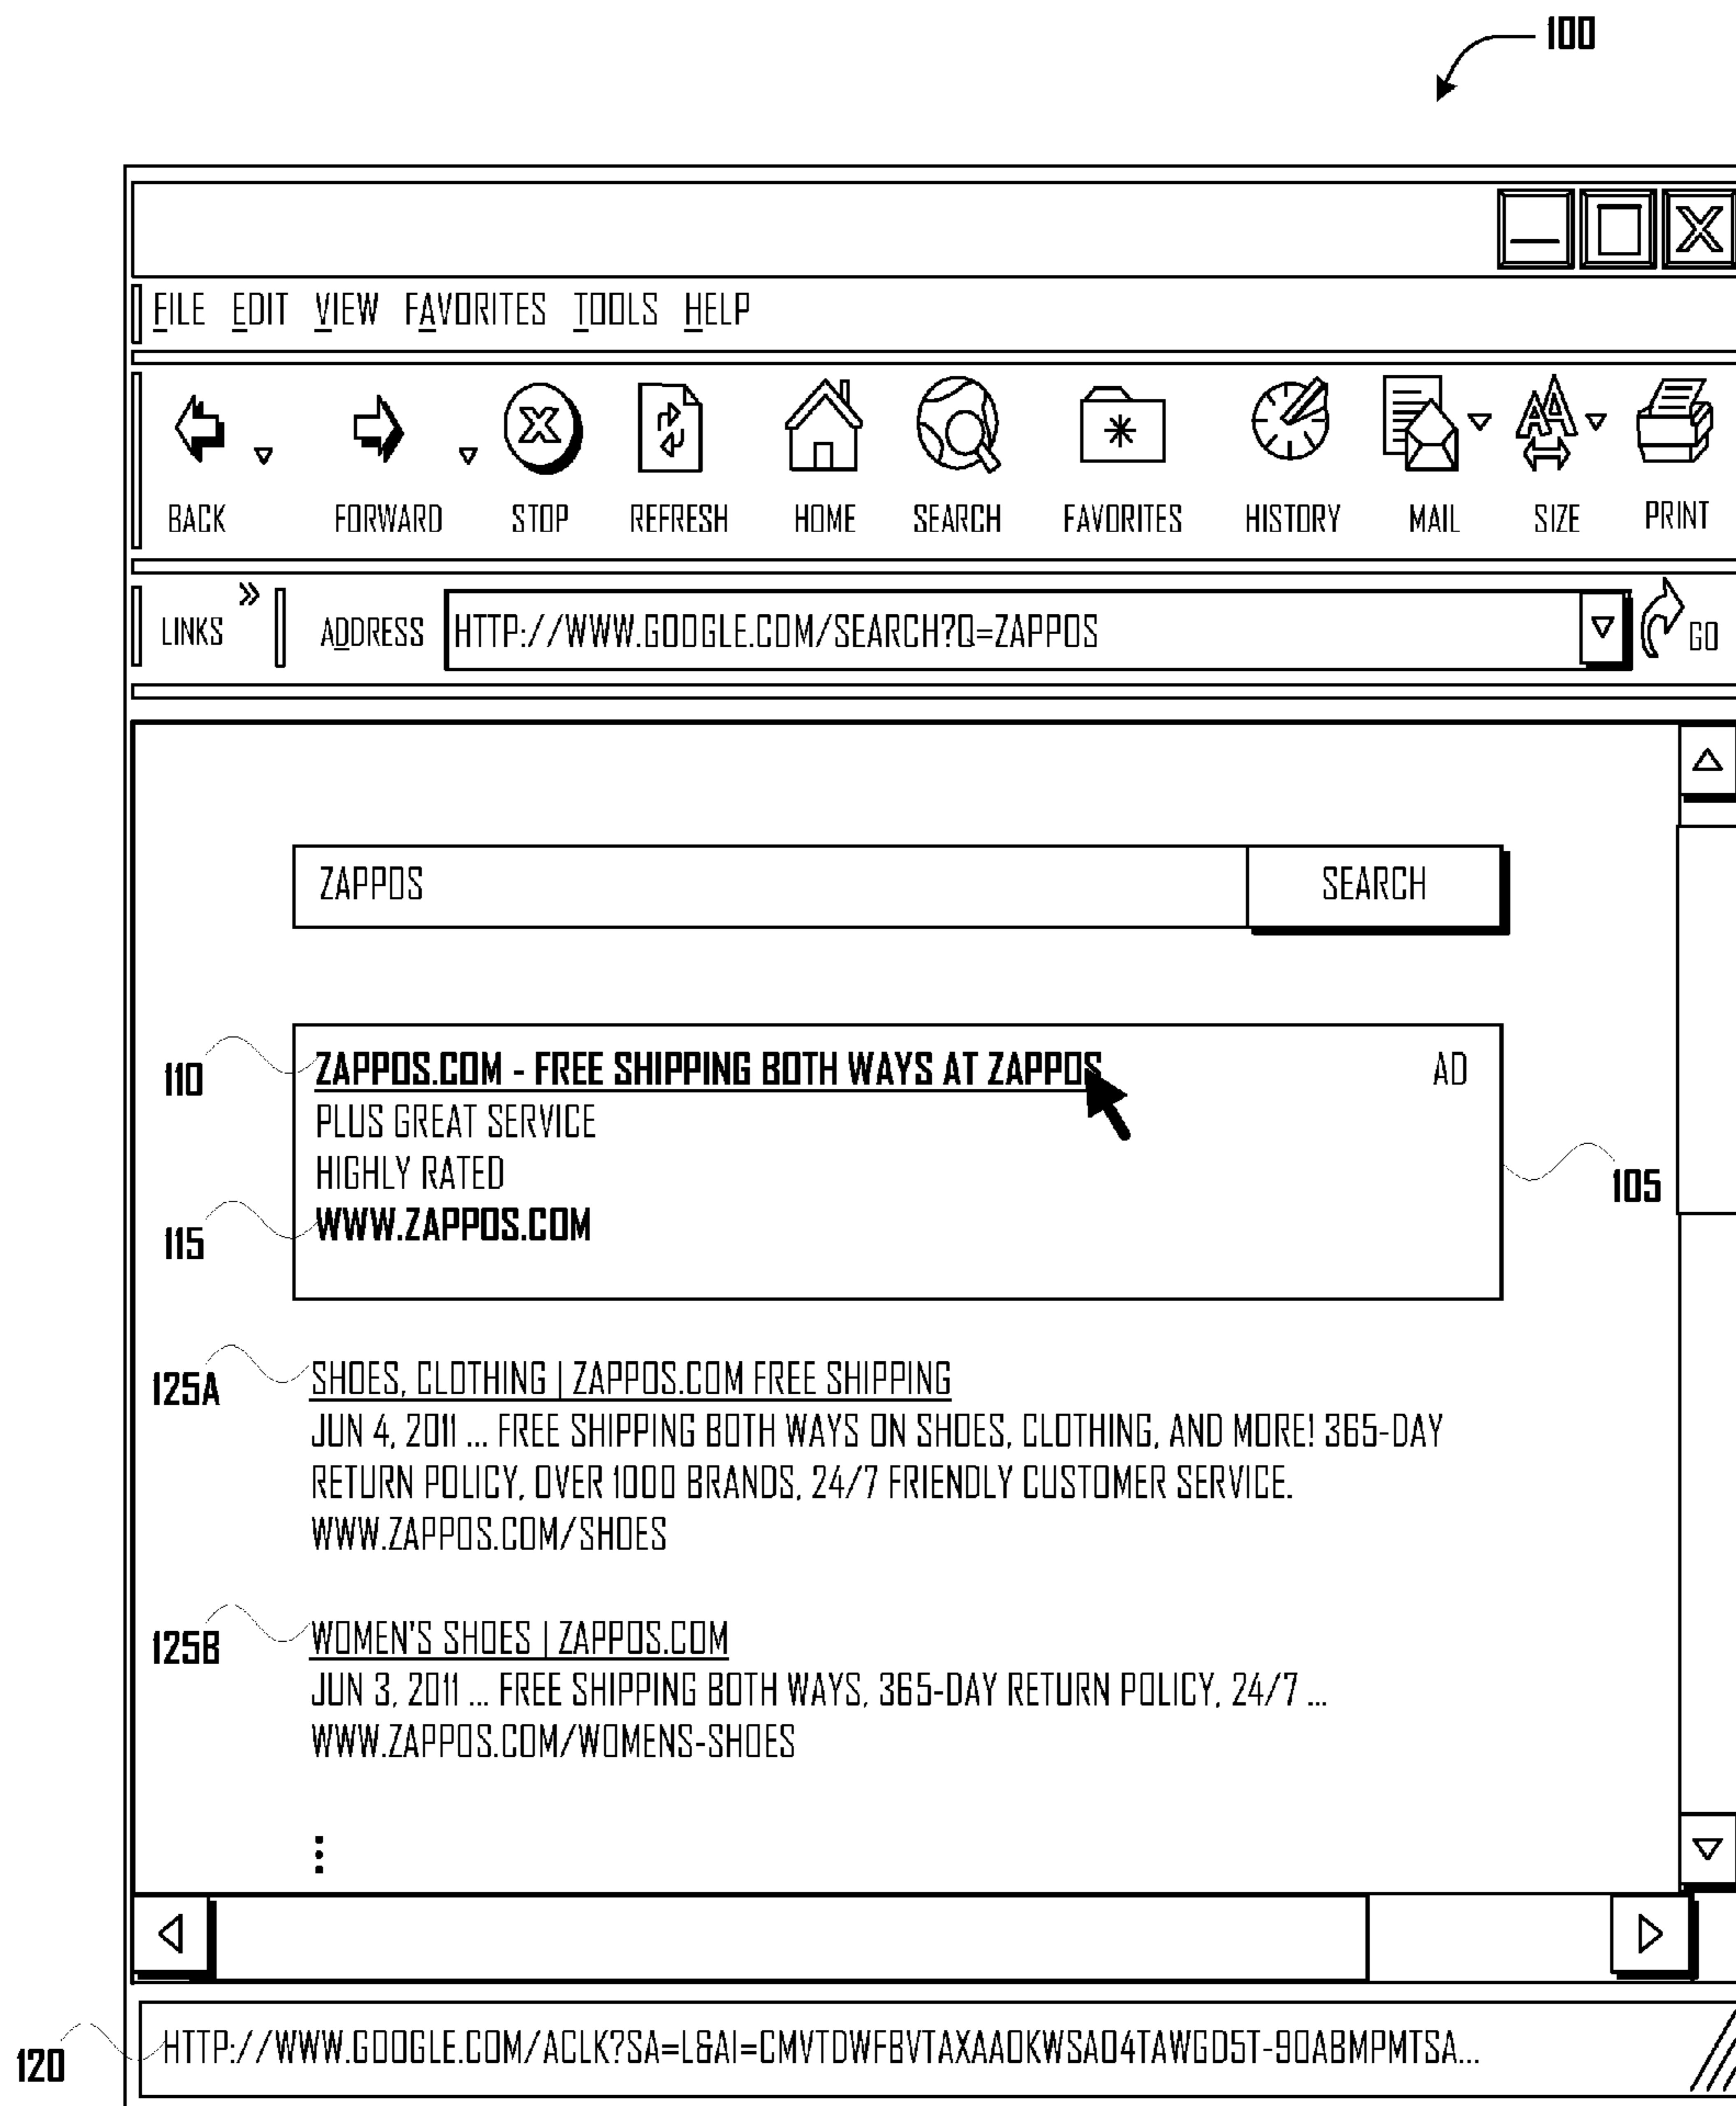 100
FILE EDIT VIEW FAVORITES TOOLS HELP
BACK FORWARD STOP REFRESH HOME SEARCH FAVORITES HISTORY MAIL SIZE PRINT
LINKS » ADDRESS HTTP://WWW.GOOGLE.COM/SEARCH?Q=ZAPPOS GO
ZAPPOS SEARCH
110 ZAPPOS.COM - FREE SHIPPING BOTH WAYS AT ZAPPOS AD
PLUS GREAT SERVICE
HIGHLY RATED
105
115 WWW.ZAPPOS.COM
125A SHOES, CLOTHING | ZAPPOS.COM FREE SHIPPING
JUN 4, 2011 ... FREE SHIPPING BOTH WAYS ON SHOES, CLOTHING, AND MORE! 365-DAY
RETURN POLICY, OVER 1000 BRANDS, 24/7 FRIENDLY CUSTOMER SERVICE.
WWW.ZAPPOS.COM/SHOES
125B WOMEN'S SHOES | ZAPPOS.COM
JUN 3, 2011 ... FREE SHIPPING BOTH WAYS, 365-DAY RETURN POLICY, 24/7 ...
WWW.ZAPPOS.COM/WOMENS-SHOES
120 HTTP://WWW.GOOGLE.COM/ACLK?SA=L&AI=CMVTDWFBVTAXAAOKWSAO4TAWGD5T-90ABMPMTSA...